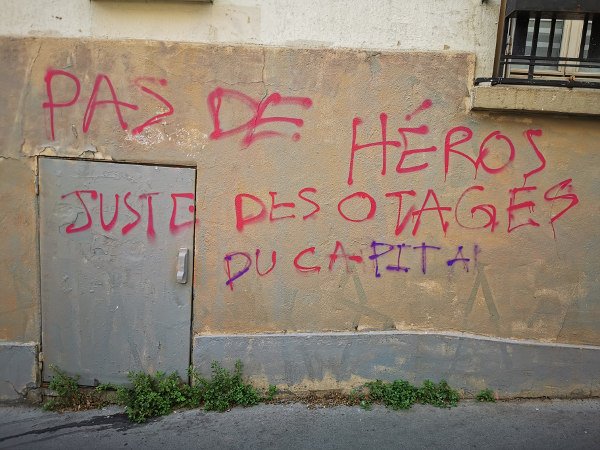 PAS DE HÉROS
JUSTE DES OTAGES
DU CAPITAL